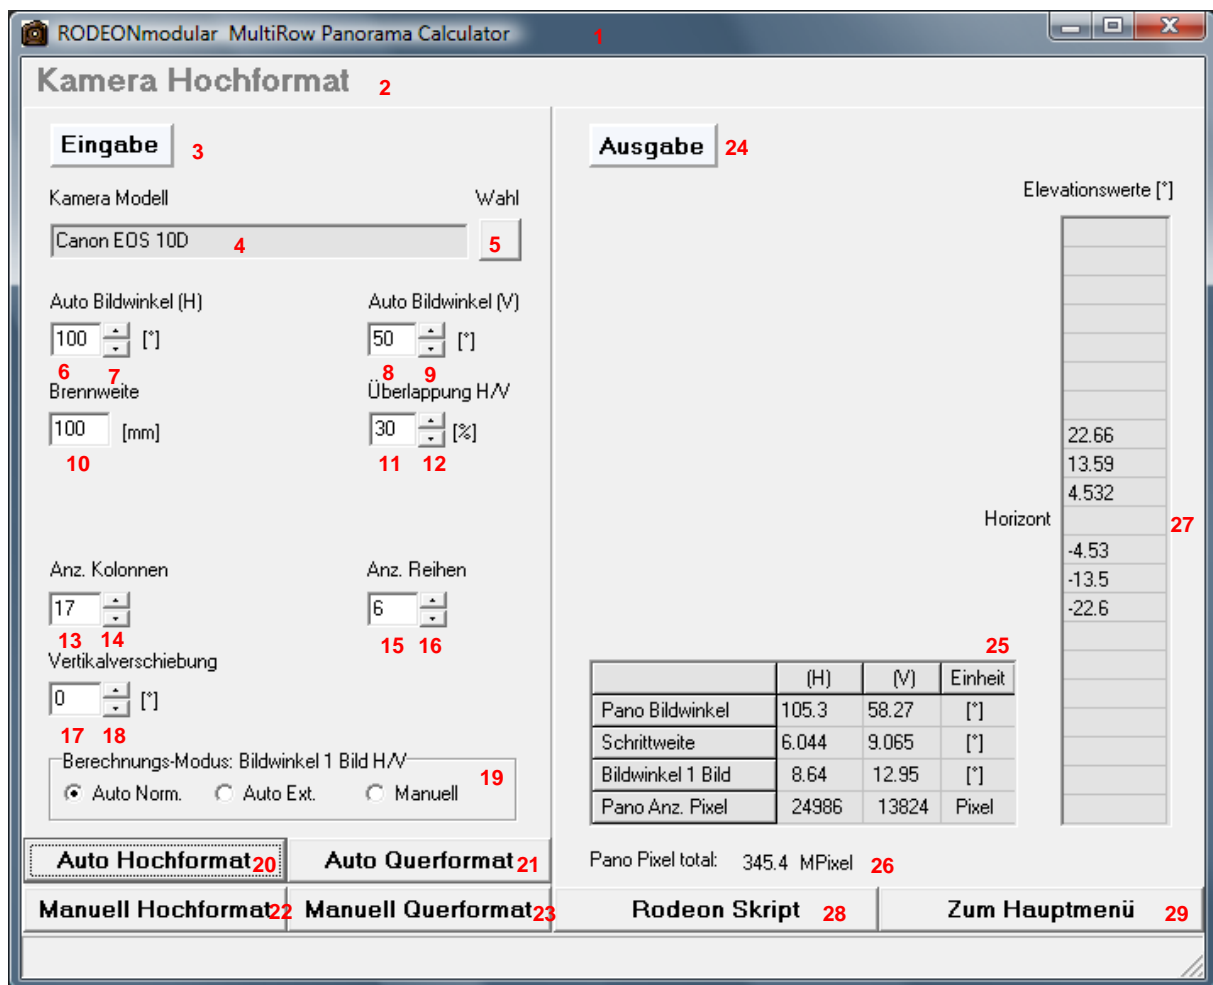 RODEONmodular MultiRow Panorama Calculator 1
Kamera Hochformat 2
Eingabe 3
Kamera Modell Wahl
Canon EOS 10D 4 5
Auto Bildwinkel (H) Auto Bildwinkel (V)
100 [°] 50 [°]
6 7 8 9
Brennweite Überlappung H/V
100 [mm] 30 [%]
10 11 12
Anz. Kolonnen Anz. Reihen
17 6
13 14 15 16
Vertikalverschiebung
0 [°]
17 18
Berechnungs-Modus: Bildwinkel 1 Bild H/V
19
Auto Norm. Auto Ext. Manuell
Auto Hochformat 20 Auto Querformat 21
Manuell Hochformat 22 Manuell Querformat 23
Ausgabe 24
Elevationswerte [°]
22.66
13.59
4.532
Horizont 27
-4.53
-13.5
-22.6
25
(H) (V) Einheit
Pano Bildwinkel 105.3 58.27 [°]
Schrittweite 6.044 9.065 [°]
Bildwinkel 1 Bild 8.64 12.95 [°]
Pano Anz. Pixel 24986 13824 Pixel
Pano Pixel total: 345.4 MPixel 26
Rodeon Skript 28 Zum Hauptmenü 29